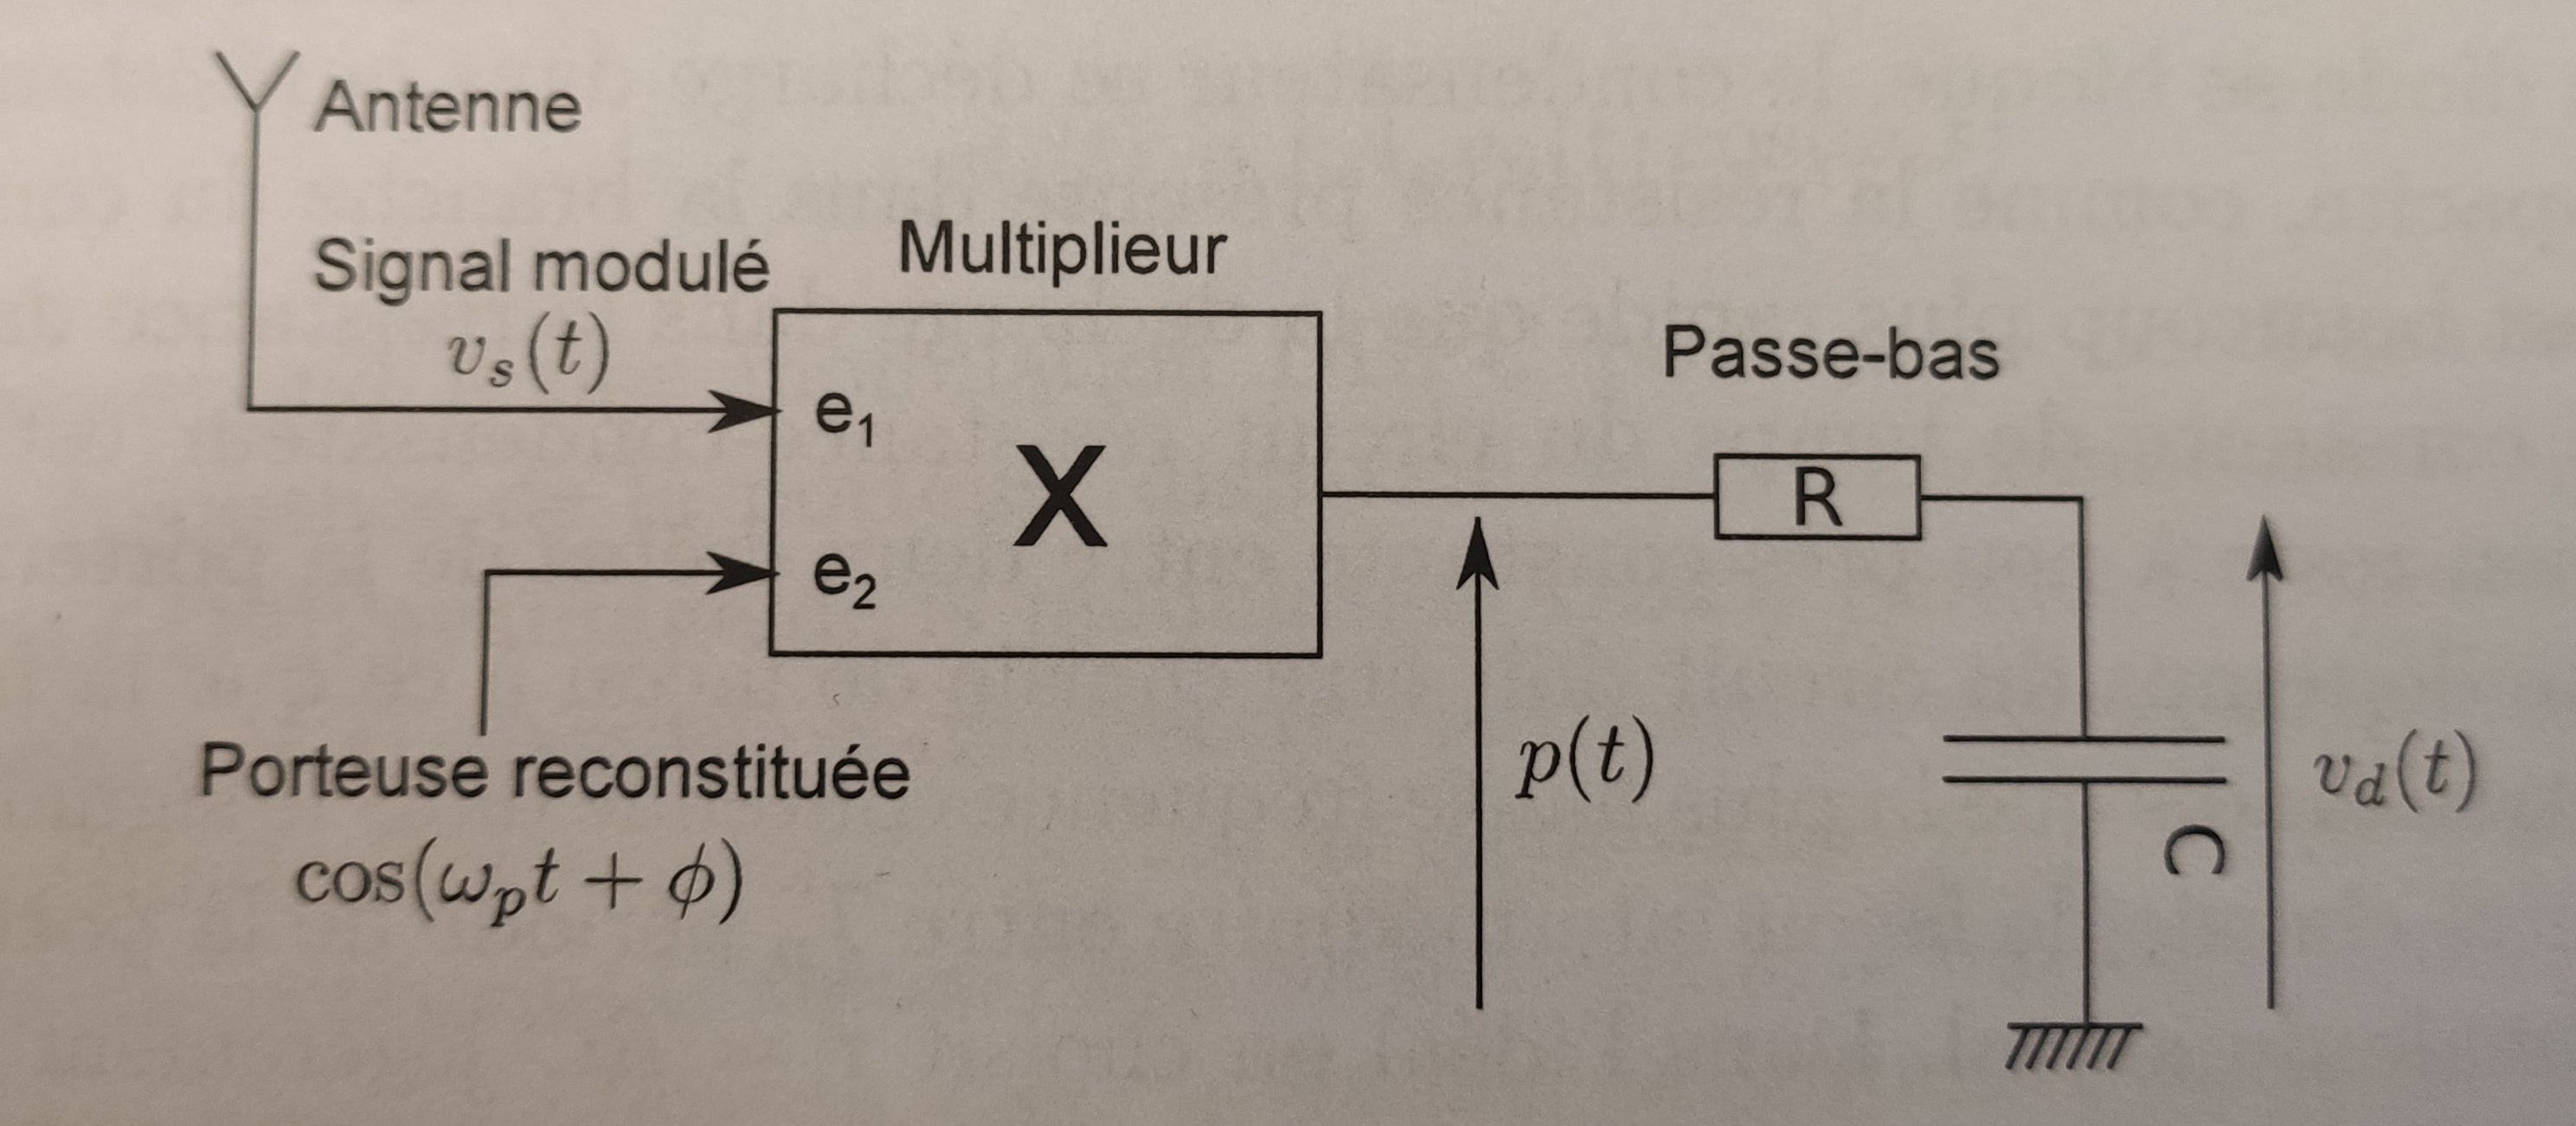 Antenne
Signal modulé
v_s(t)
Multiplieur
e₁
X
e₂
Passe-bas
R
Porteuse reconstituée
cos(ω_p t + ϕ)
p(t)
v_d(t)
C